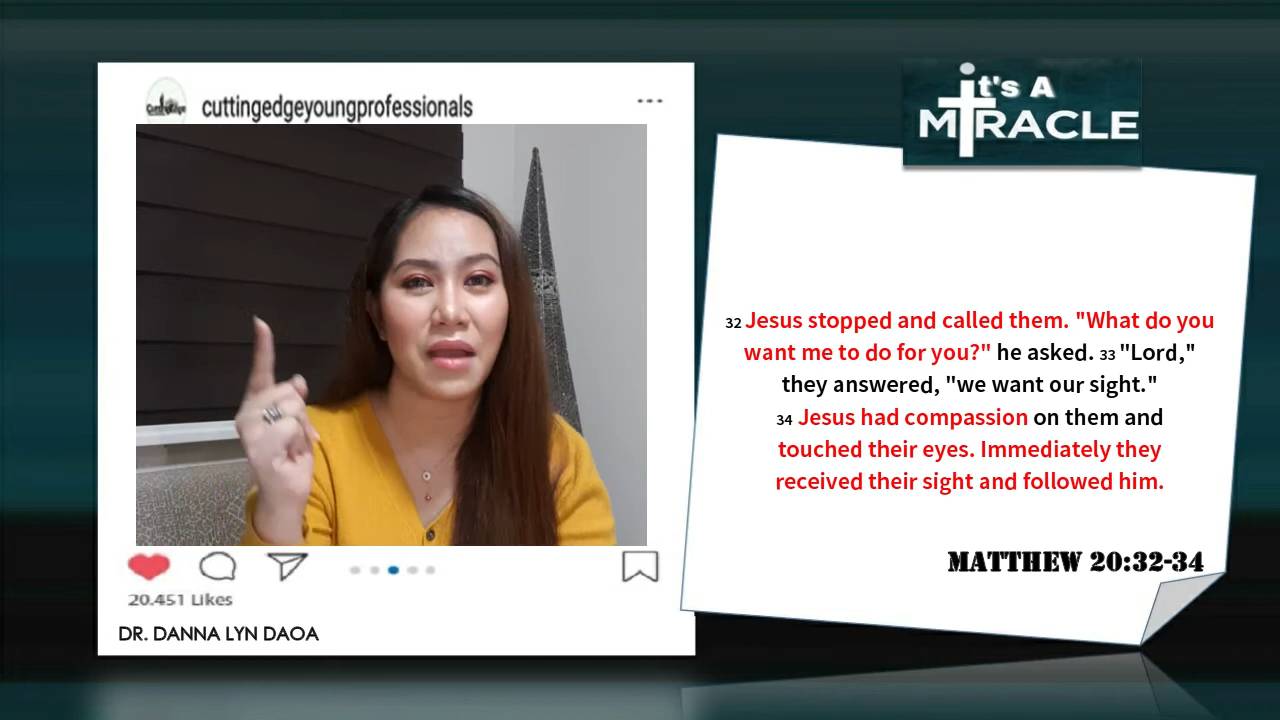 cuttingedgeyoungprofessionals
20.451 Likes
DR. DANNA LYN DAOA
it's A
MIRACLE
32 Jesus stopped and called them. "What do you
want me to do for you?" he asked. 33 "Lord,"
they answered, "we want our sight."
34 Jesus had compassion on them and
touched their eyes. Immediately they
received their sight and followed him.
MATTHEW 20:32-34